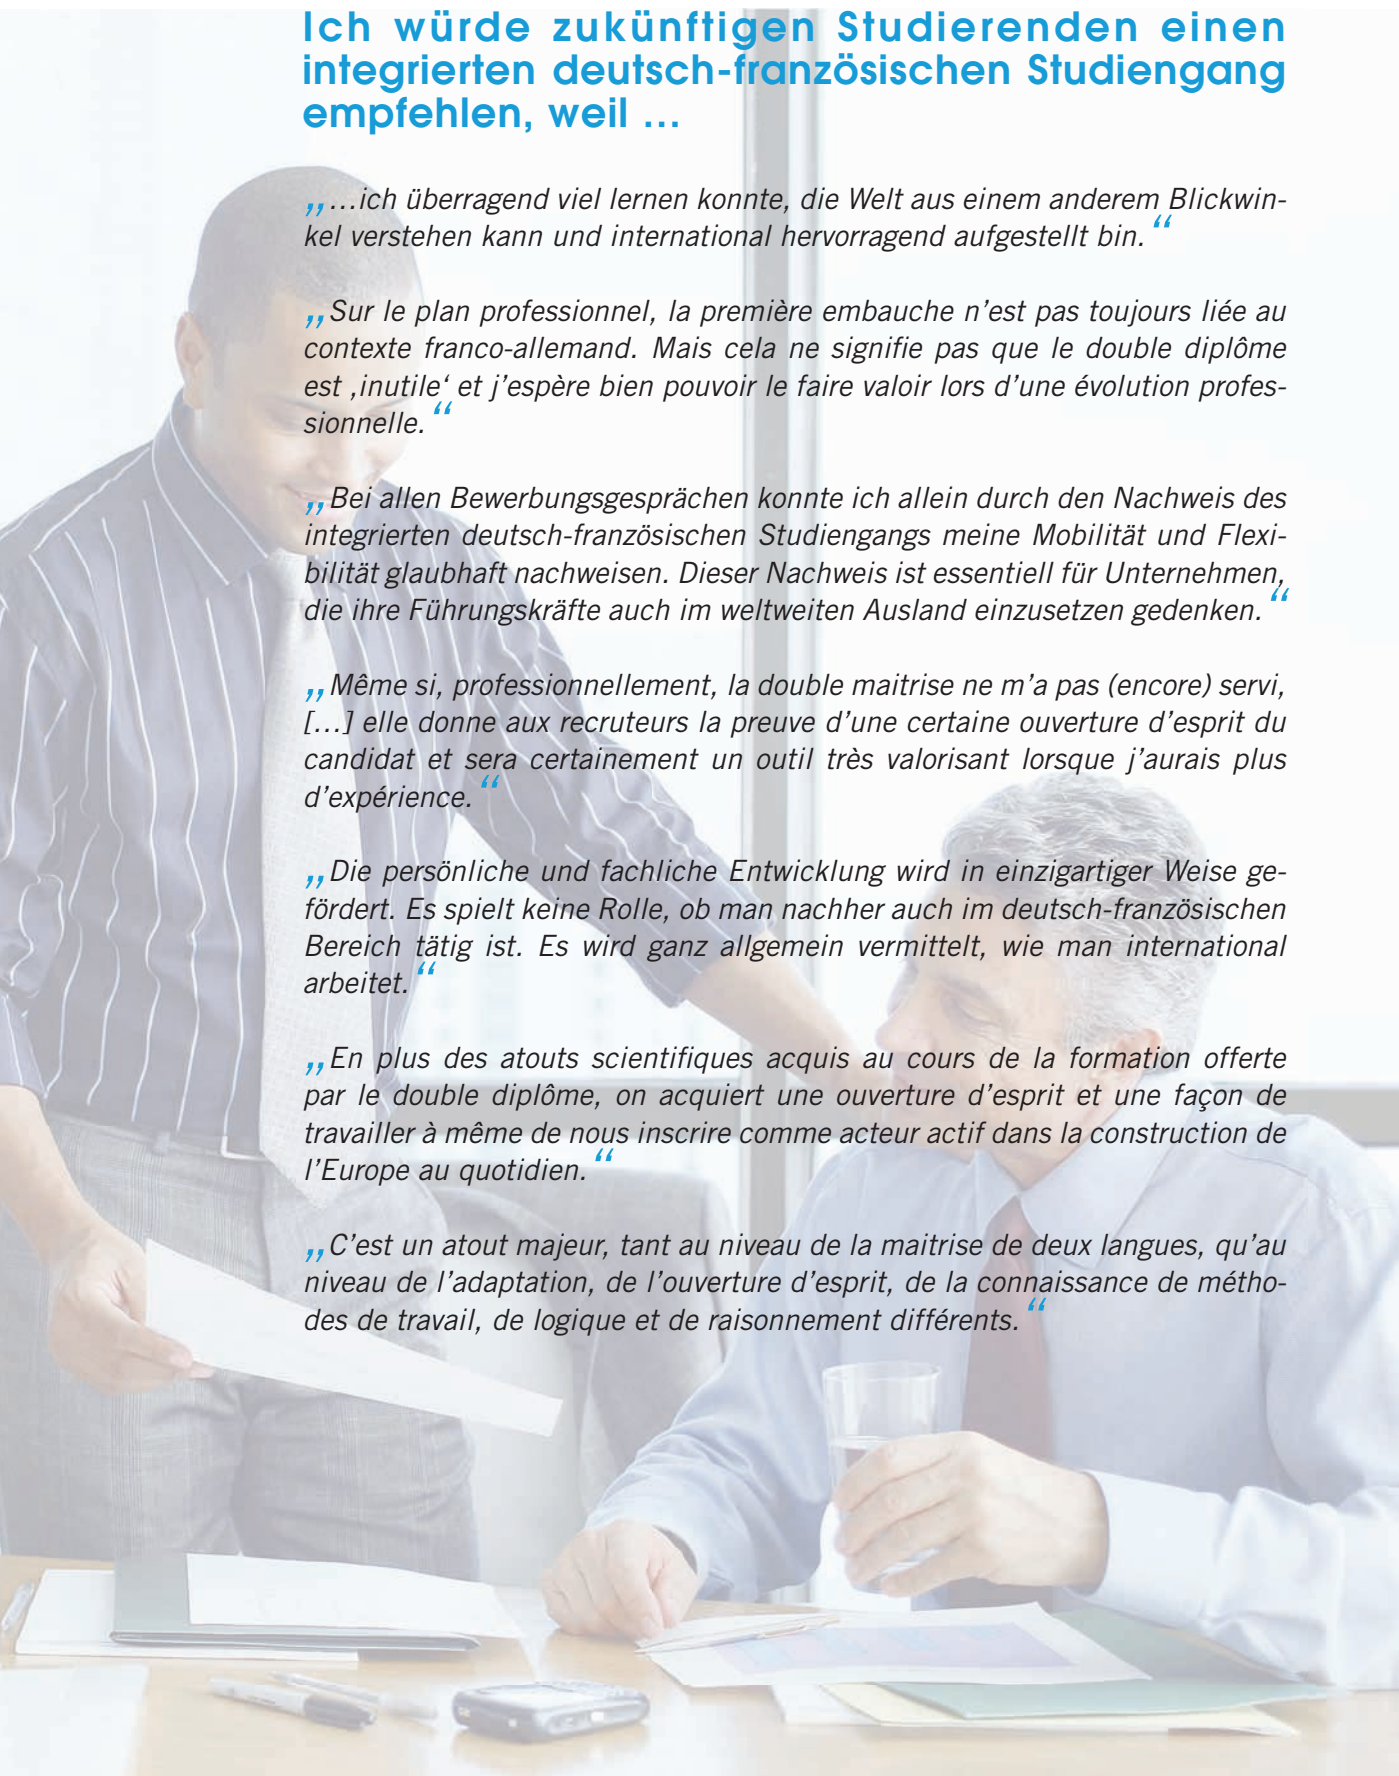 Ich würde zukünftigen Studierenden einen
integrierten deutsch-französischen Studiengang
empfehlen, weil ...
„...ich überragend viel lernen konnte, die Welt aus einem anderem Blickwin-
kel verstehen kann und international hervorragend aufgestellt bin.“
„Sur le plan professionnel, la première embauche n’est pas toujours liée au
contexte franco-allemand. Mais cela ne signifie pas que le double diplôme
est ‚inutile‘ et j’espère bien pouvoir le faire valoir lors d’une évolution profes-
sionnelle.“
„Bei allen Bewerbungsgesprächen konnte ich allein durch den Nachweis des
integrierten deutsch-französischen Studiengangs meine Mobilität und Flexi-
bilität glaubhaft nachweisen. Dieser Nachweis ist essentiell für Unternehmen,
die ihre Führungskräfte auch im weltweiten Ausland einzusetzen gedenken.“
„Même si, professionnellement, la double maitrise ne m’a pas (encore) servi,
[...] elle donne aux recruteurs la preuve d’une certaine ouverture d’esprit du
candidat et sera certainement un outil très valorisant lorsque j’aurais plus
d’expérience.“
„Die persönliche und fachliche Entwicklung wird in einzigartiger Weise ge-
fördert. Es spielt keine Rolle, ob man nachher auch im deutsch-französischen
Bereich tätig ist. Es wird ganz allgemein vermittelt, wie man international
arbeitet.“
„En plus des atouts scientifiques acquis au cours de la formation offerte
par le double diplôme, on acquiert une ouverture d’esprit et une façon de
travailler à même de nous inscrire comme acteur actif dans la construction de
l’Europe au quotidien.“
„C’est un atout majeur, tant au niveau de la maitrise de deux langues, qu’au
niveau de l’adaptation, de l’ouverture d’esprit, de la connaissance de métho-
des de travail, de logique et de raisonnement différents.“